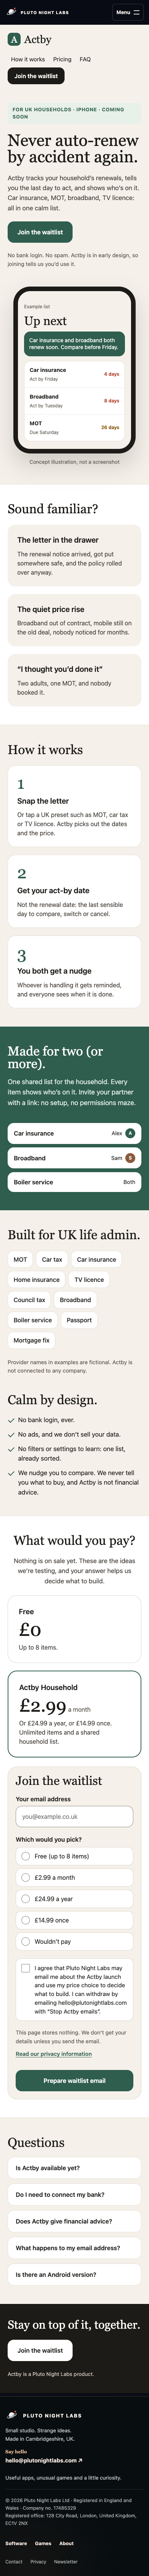 PLUTO NIGHT LABS
Menu
A Actby
How it works Pricing FAQ
Join the waitlist
FOR UK HOUSEHOLDS · IPHONE · COMING
SOON
Never auto-renew
by accident again.
Actby tracks your household's renewals, tells
you the last day to act, and shows who's on it.
Car insurance, MOT, broadband, TV licence:
all in one calm list.
Join the waitlist
No bank login. No spam. Actby is in early design, so
joining tells us you'd use it.
Example list
Up next
Car insurance and broadband both
renew soon. Compare before Friday.
Car insurance
Act by Friday
4 days
Broadband
Act by Tuesday
8 days
MOT
Due Saturday
26 days
Concept illustration, not a screenshot
Sound familiar?
The letter in the drawer
The renewal notice arrived, got put
somewhere safe, and the policy rolled
over anyway.
The quiet price rise
Broadband out of contract, mobile still on
the old deal, nobody noticed for months.
“I thought you'd done it”
Two adults, one MOT, and nobody
booked it.
How it works
1
Snap the letter
Or tap a UK preset such as MOT, car tax
or TV licence. Actby picks out the dates
and the price.
2
Get your act-by date
Not the renewal date: the last sensible
day to compare, switch or cancel.
3
You both get a nudge
Whoever is handling it gets reminded,
and everyone sees when it is done.
Made for two (or
more).
One shared list for the household. Every
item shows who's on it. Invite your partner
with a link: no setup, no permissions maze.
Car insurance Alex A
Broadband Sam S
Boiler service Both
Built for UK life admin.
MOT Car tax Car insurance
Home insurance TV licence
Council tax Broadband
Boiler service Passport
Mortgage fix
Provider names in examples are fictional. Actby is
not connected to any company.
Calm by design.
No bank login, ever.
No ads, and we don't sell your data.
No filters or settings to learn: one list,
already sorted.
We nudge you to compare. We never tell
you what to buy, and Actby is not financial
advice.
What would you pay?
Nothing is on sale yet. These are the ideas
we're testing, and your answer helps us
decide what to build.
Free
£0
Up to 8 items.
Actby Household
£2.99 a month
Or £24.99 a year, or £14.99 once.
Unlimited items and a shared
household list.
Join the waitlist
Your email address
you@example.co.uk
Which would you pick?
Free (up to 8 items)
£2.99 a month
£24.99 a year
£14.99 once
Wouldn't pay
I agree that Pluto Night Labs may
email me about the Actby launch
and use my price choice to decide
what to build. I can withdraw by
emailing hello@plutonightlabs.com
with “Stop Actby emails”.
This page stores nothing. We don't get your
details unless you send the email.
Read our privacy information
Prepare waitlist email
Questions
Is Actby available yet?
Do I need to connect my bank?
Does Actby give financial advice?
What happens to my email address?
Is there an Android version?
Stay on top of it, together.
Join the waitlist
Actby is a Pluto Night Labs product.
PLUTO NIGHT LABS
Small studio. Strange ideas.
Made in Cambridgeshire, UK.
Say hello
hello@plutonightlabs.com ↗
Useful apps, unusual games and a little curiosity.
© 2026 Pluto Night Labs Ltd · Registered in England and
Wales · Company no. 17485329
Registered office: 128 City Road, London, United Kingdom,
EC1V 2NX
Software Games About
Contact Privacy Newsletter